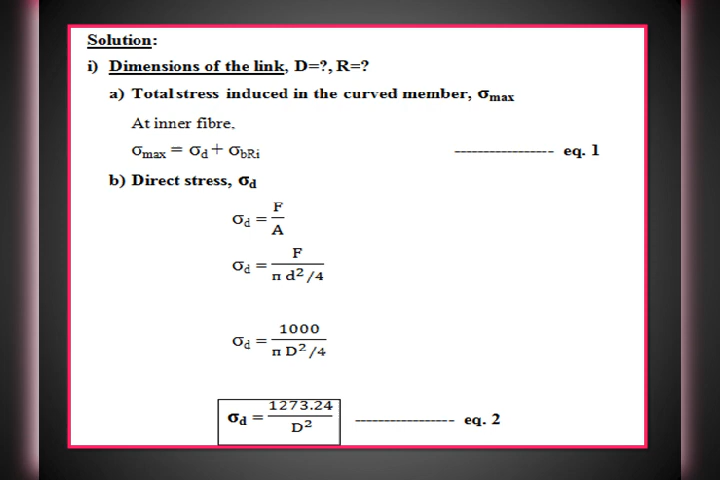 Solution:
i) Dimensions of the link, D=?, R=?
a) Total stress induced in the curved member, σmax
At inner fibre,
σmax = σd + σbRi ----------------- eq. 1
b) Direct stress, σd
σd = F/A
σd = F/(π d²/4)
σd = 1000/(π D²/4)
σd = 1273.24/D² ----------------- eq. 2